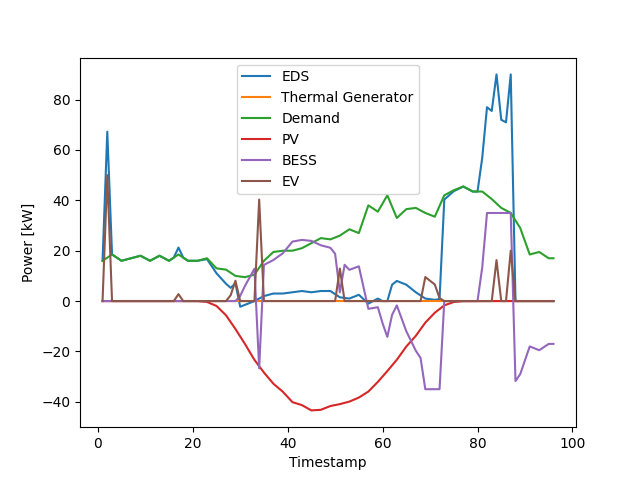 EDS
Thermal Generator
Demand
PV
BESS
EV
80
60
40
20
0
−20
−40
Power [kW]
0 20 40 60 80 100
Timestamp